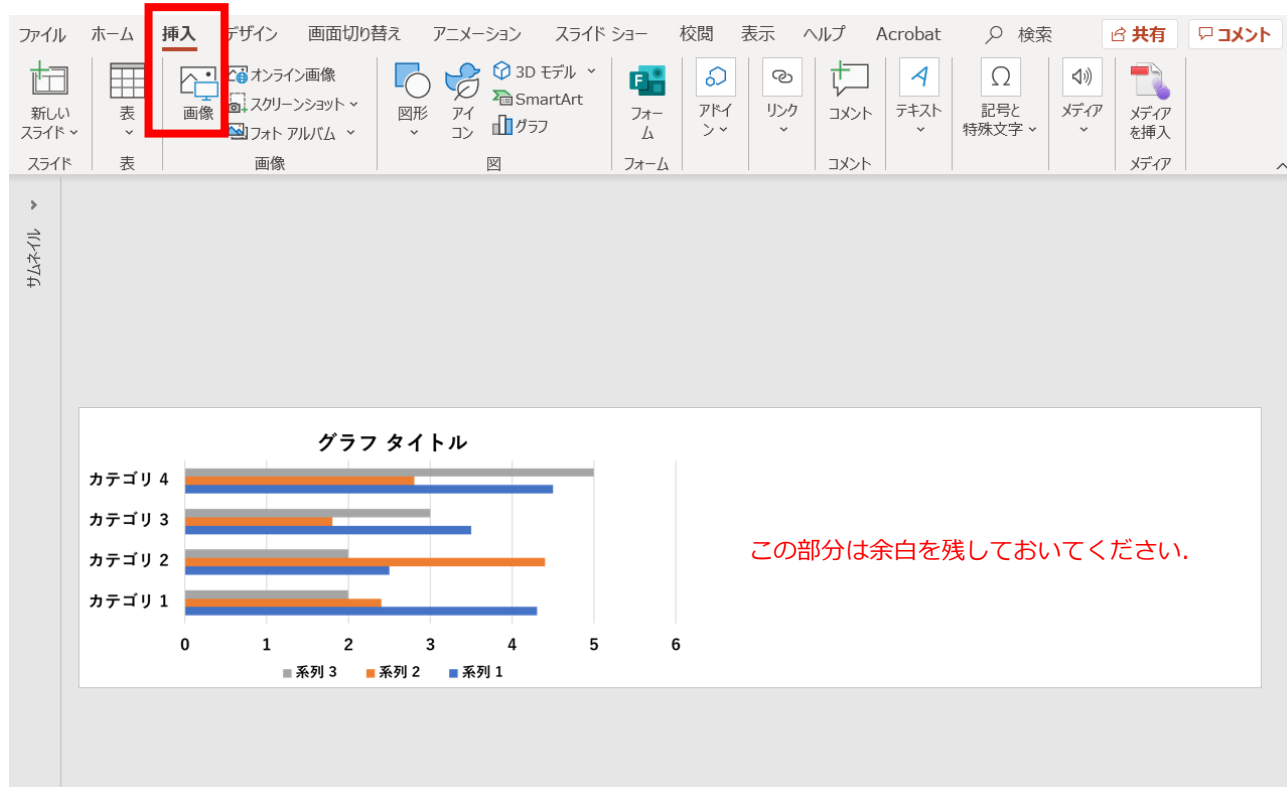 ファイル ホーム 挿入 デザイン 画面切り替え アニメーション スライド ショー 校閲 表示 ヘルプ Acrobat 検索 共有 コメント
新しい
スライド
表
画像
オンライン画像
スクリーンショット
フォト アルバム
図形
アイ
コン
3D モデル
SmartArt
グラフ
F
フォー
ム
アドイ
ン
リンク
コメント
A
テキスト
Ω
記号と
特殊文字
メディア
メディア
を挿入
スライド 表 画像 図 フォーム コメント メディア
サムネイル
グラフ タイトル
カテゴリ 4
カテゴリ 3
カテゴリ 2
カテゴリ 1
0 1 2 3 4 5 6
系列 3 系列 2 系列 1
この部分は余白を残しておいてください.